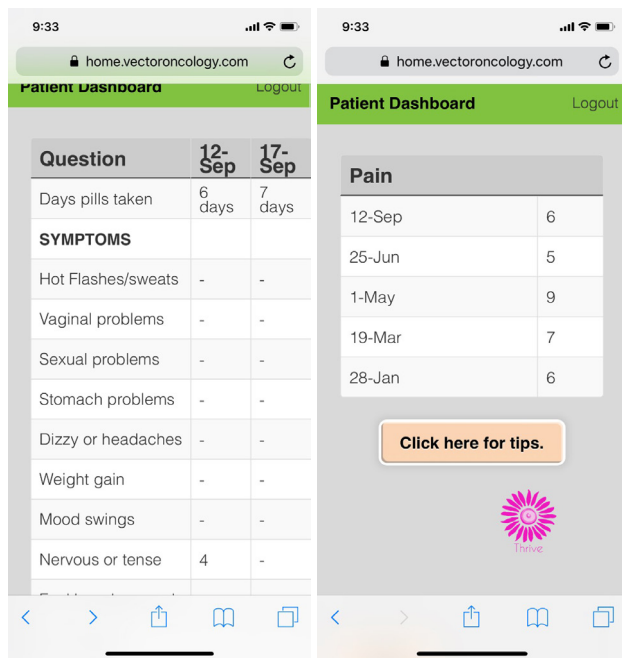 9:33
home.vectoroncology.com
Patient Dashboard Logout
Question 12-Sep 17-Sep
Days pills taken 6 days 7 days
SYMPTOMS
Hot Flashes/sweats - -
Vaginal problems - -
Sexual problems - -
Stomach problems - -
Dizzy or headaches - -
Weight gain - -
Mood swings - -
Nervous or tense 4 -
9:33
home.vectoroncology.com
Patient Dashboard Logout
Pain
12-Sep 6
25-Jun 5
1-May 9
19-Mar 7
28-Jan 6
Click here for tips.
Thrive